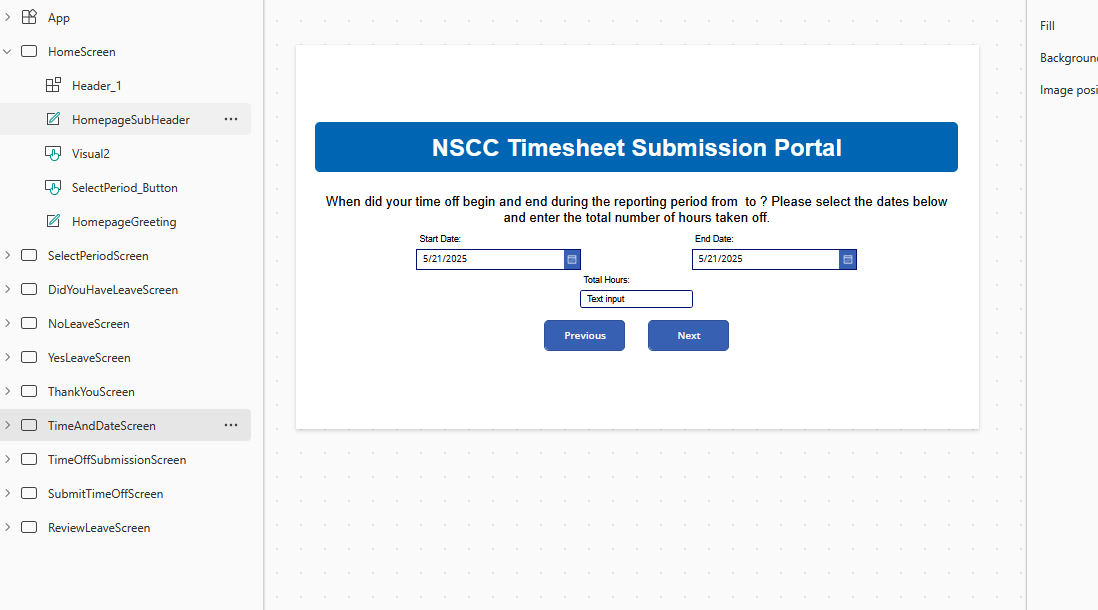 App
HomeScreen
Header_1
HomepageSubHeader
Visual2
SelectPeriod_Button
HomepageGreeting
SelectPeriodScreen
DidYouHaveLeaveScreen
NoLeaveScreen
YesLeaveScreen
ThankYouScreen
TimeAndDateScreen
TimeOffSubmissionScreen
SubmitTimeOffScreen
ReviewLeaveScreen
NSCC Timesheet Submission Portal
When did your time off begin and end during the reporting period from  to ? Please select the dates below
and enter the total number of hours taken off.
Start Date:
End Date:
5/21/2025
5/21/2025
Total Hours:
Text input
Previous
Next
Fill
Background
Image posi